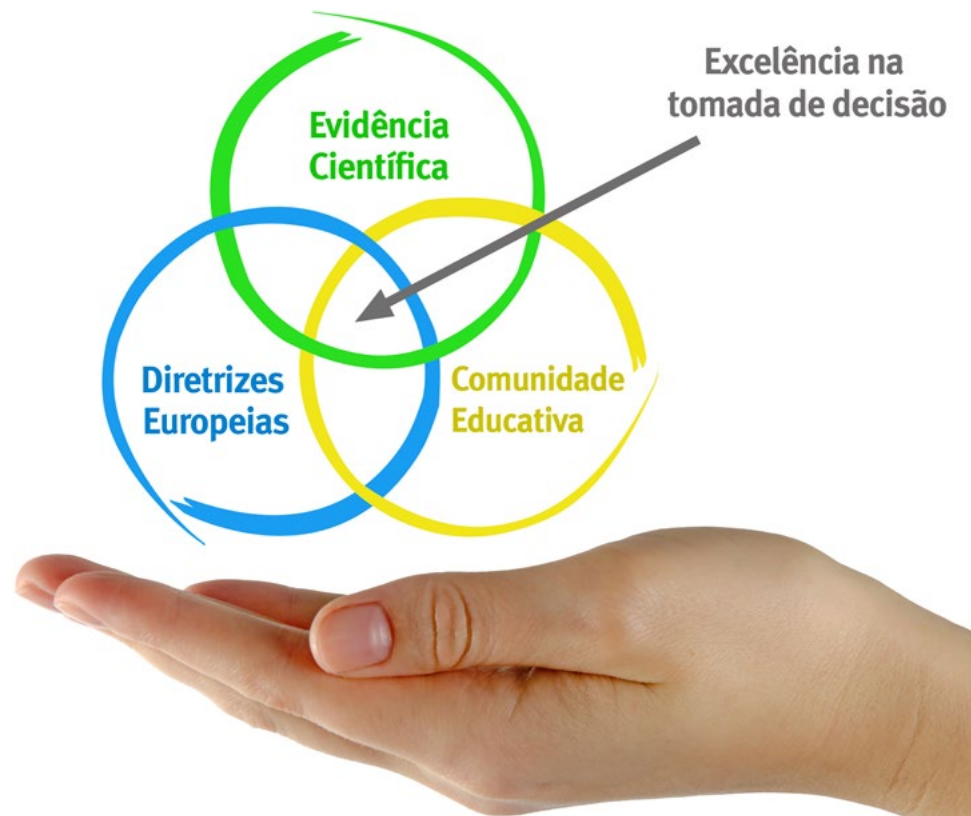 Excelência na
tomada de decisão
Evidência
Científica
Diretrizes
Europeias
Comunidade
Educativa